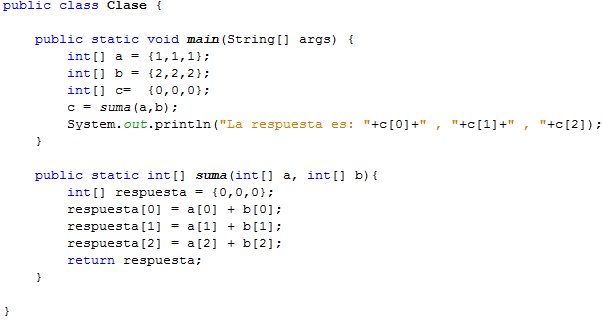 public class Clase {
public static void main(String[] args) {
int[] a = {1,1,1};
int[] b = {2,2,2};
int[] c=  {0,0,0};
c = suma(a,b);
System.out.println("La respuesta es: "+c[0]+" , "+c[1]+" , "+c[2]);
}
public static int[] suma(int[] a, int[] b){
int[] respuesta = {0,0,0};
respuesta[0] = a[0] + b[0];
respuesta[1] = a[1] + b[1];
respuesta[2] = a[2] + b[2];
return respuesta;
}
}